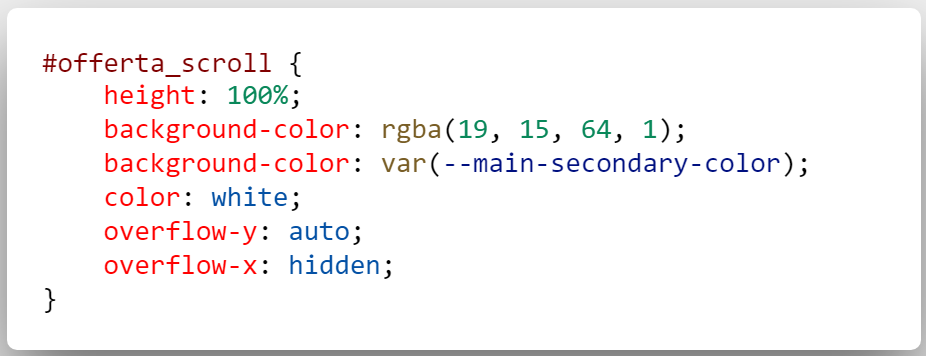 #offerta_scroll {
    height: 100%;
    background-color: rgba(19, 15, 64, 1);
    background-color: var(--main-secondary-color);
    color: white;
    overflow-y: auto;
    overflow-x: hidden;
}